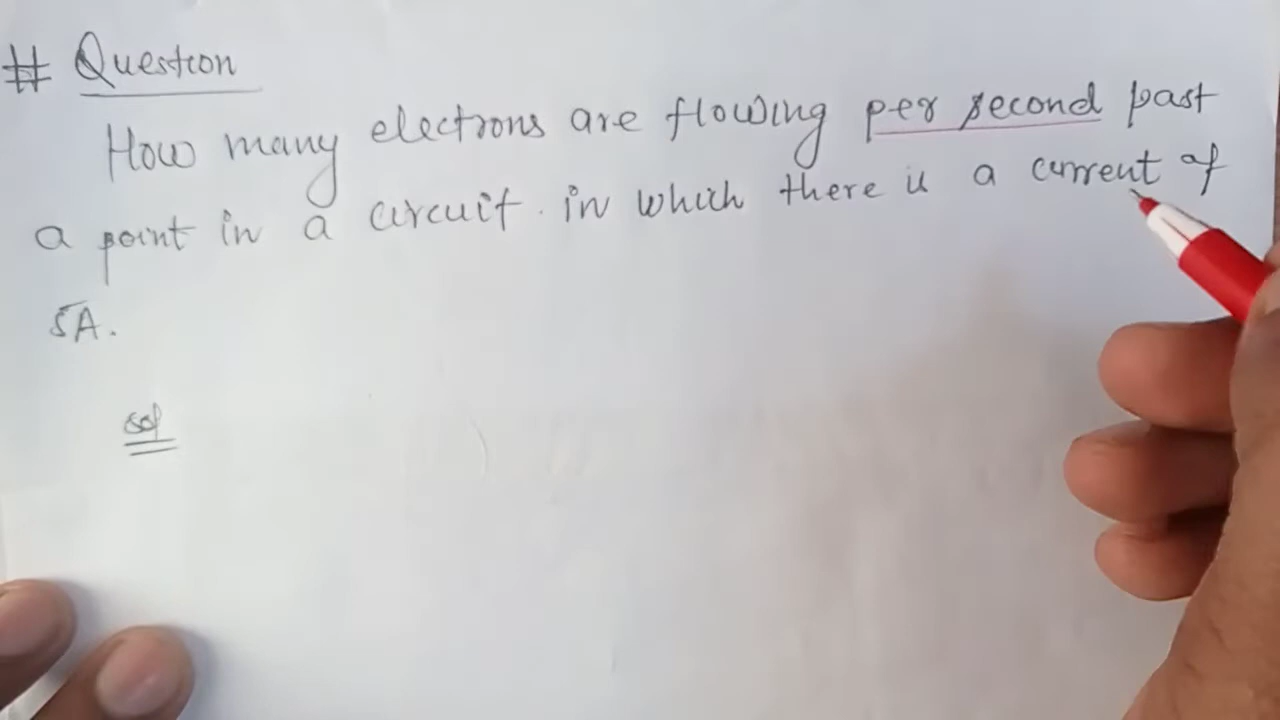 # Question
How many electrons are flowing per second past
a point in a circuit. in which there is a current of
5A.
sol